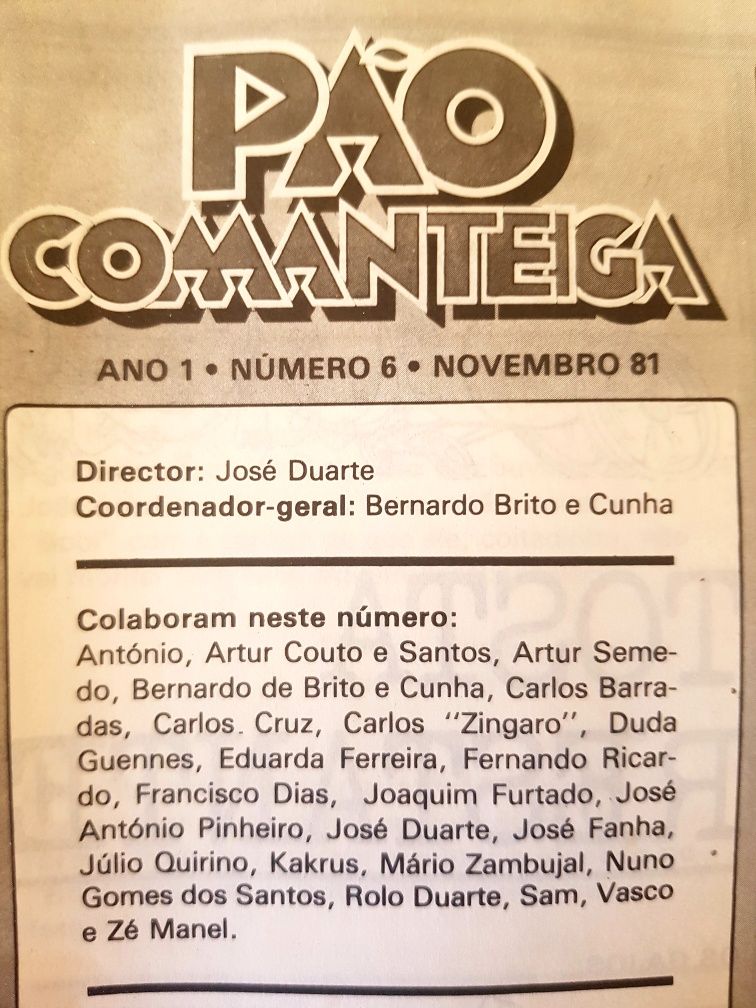 PÃO
COMANTEIGA
ANO 1 • NÚMERO 6 • NOVEMBRO 81
Director: José Duarte
Coordenador-geral: Bernardo Brito e Cunha
Colaboram neste número:
António, Artur Couto e Santos, Artur Seme-
do, Bernardo de Brito e Cunha, Carlos Barra-
das, Carlos Cruz, Carlos "Zingaro", Duda
Guennes, Eduarda Ferreira, Fernando Ricar-
do, Francisco Dias, Joaquim Furtado, José
António Pinheiro, José Duarte, José Fanha,
Júlio Quirino, Kakrus, Mário Zambujal, Nuno
Gomes dos Santos, Rolo Duarte, Sam, Vasco
e Zé Manel.